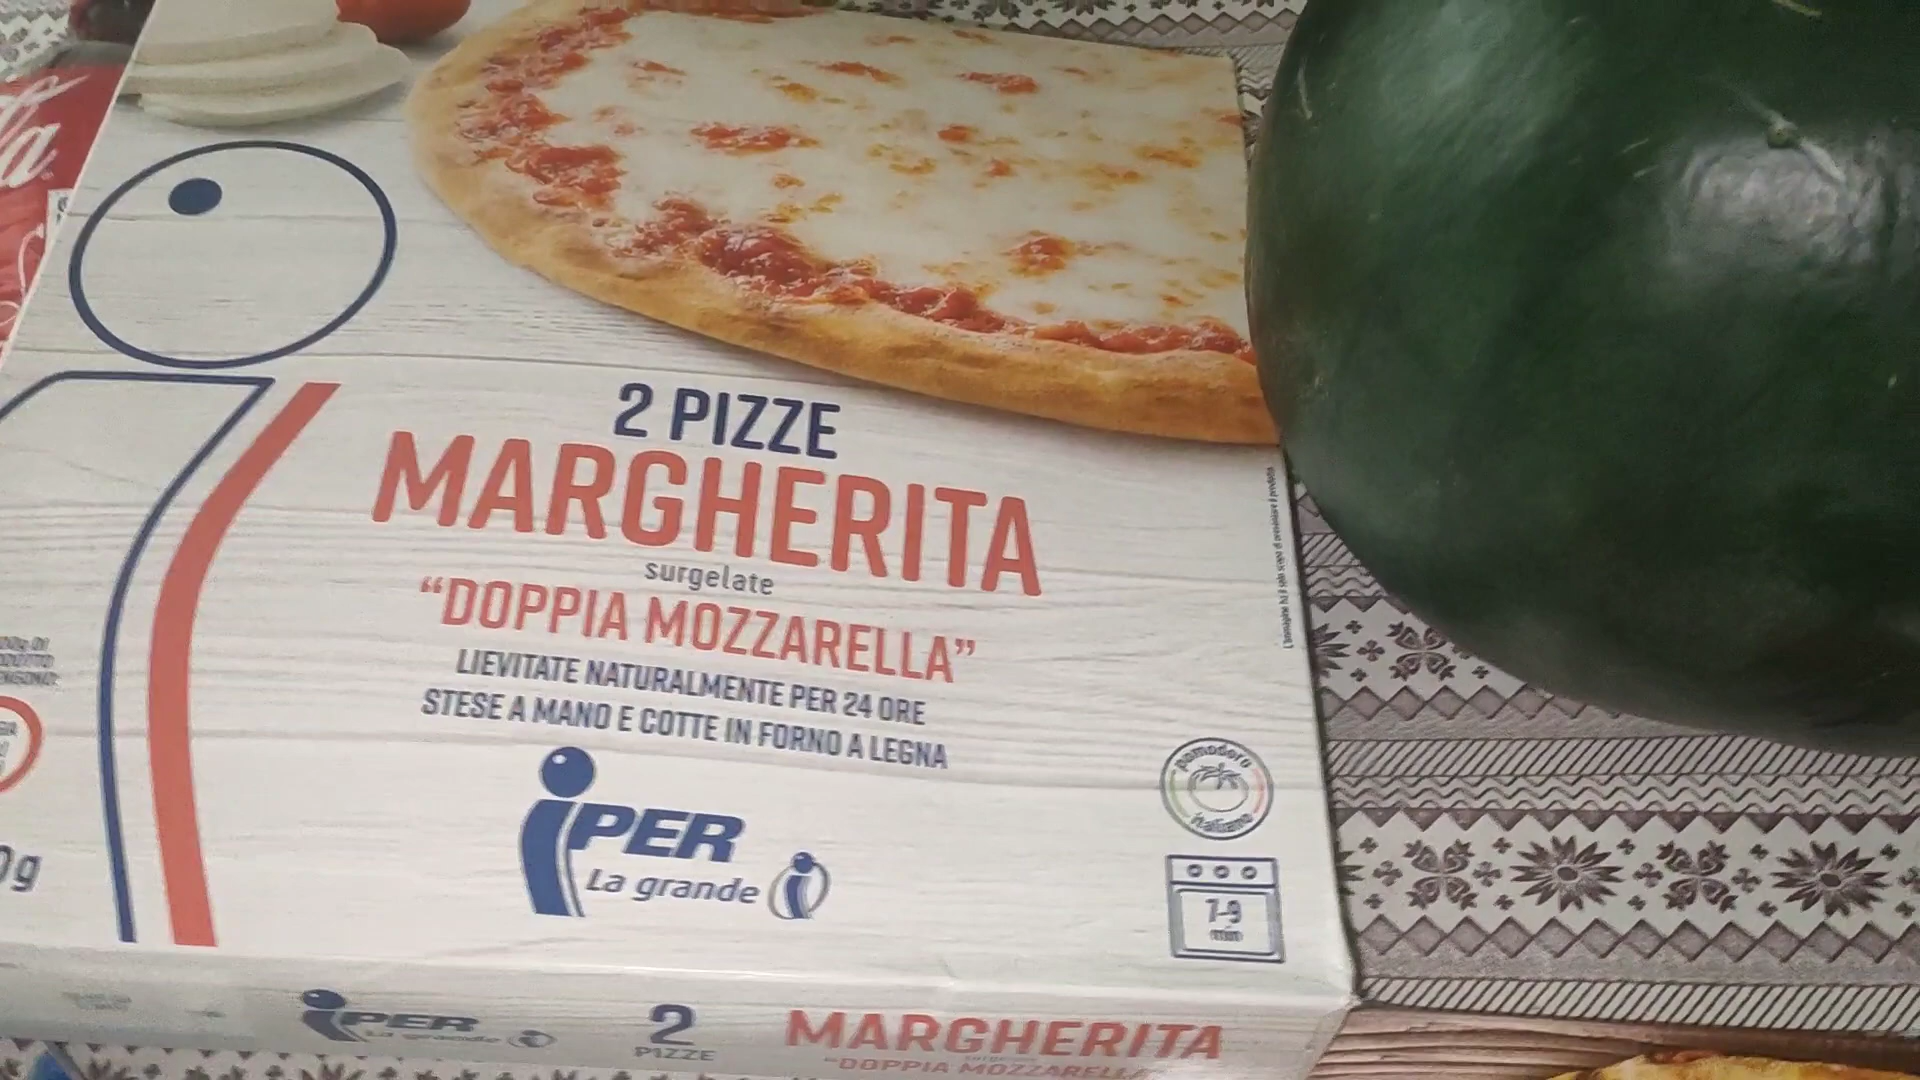 2 PIZZE
MARGHERITA
surgelate
“DOPPIA MOZZARELLA”
LIEVITATE NATURALMENTE PER 24 ORE
STESE A MANO E COTTE IN FORNO A LEGNA
iPER
La grande i
pomodoro
italiano
7-9
min
iPER
La grande i
2
PIZZE
MARGHERITA
surgelate
“DOPPIA MOZZARELLA